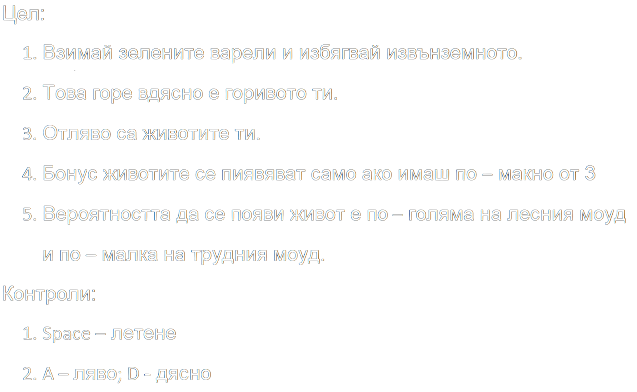 Цел:
1. Взимай зелените варели и избягвай извънземното.
2. Това горе вдясно е горивото ти.
3. Отляво са животите ти.
4. Бонус животите се пиявяват само ако имаш по – макно от 3
5. Вероятността да се появи живот е по – голяма на лесния моуд
и по – малка на трудния моуд.
Контроли:
1. Space – летене
2. A – ляво; D - дясно